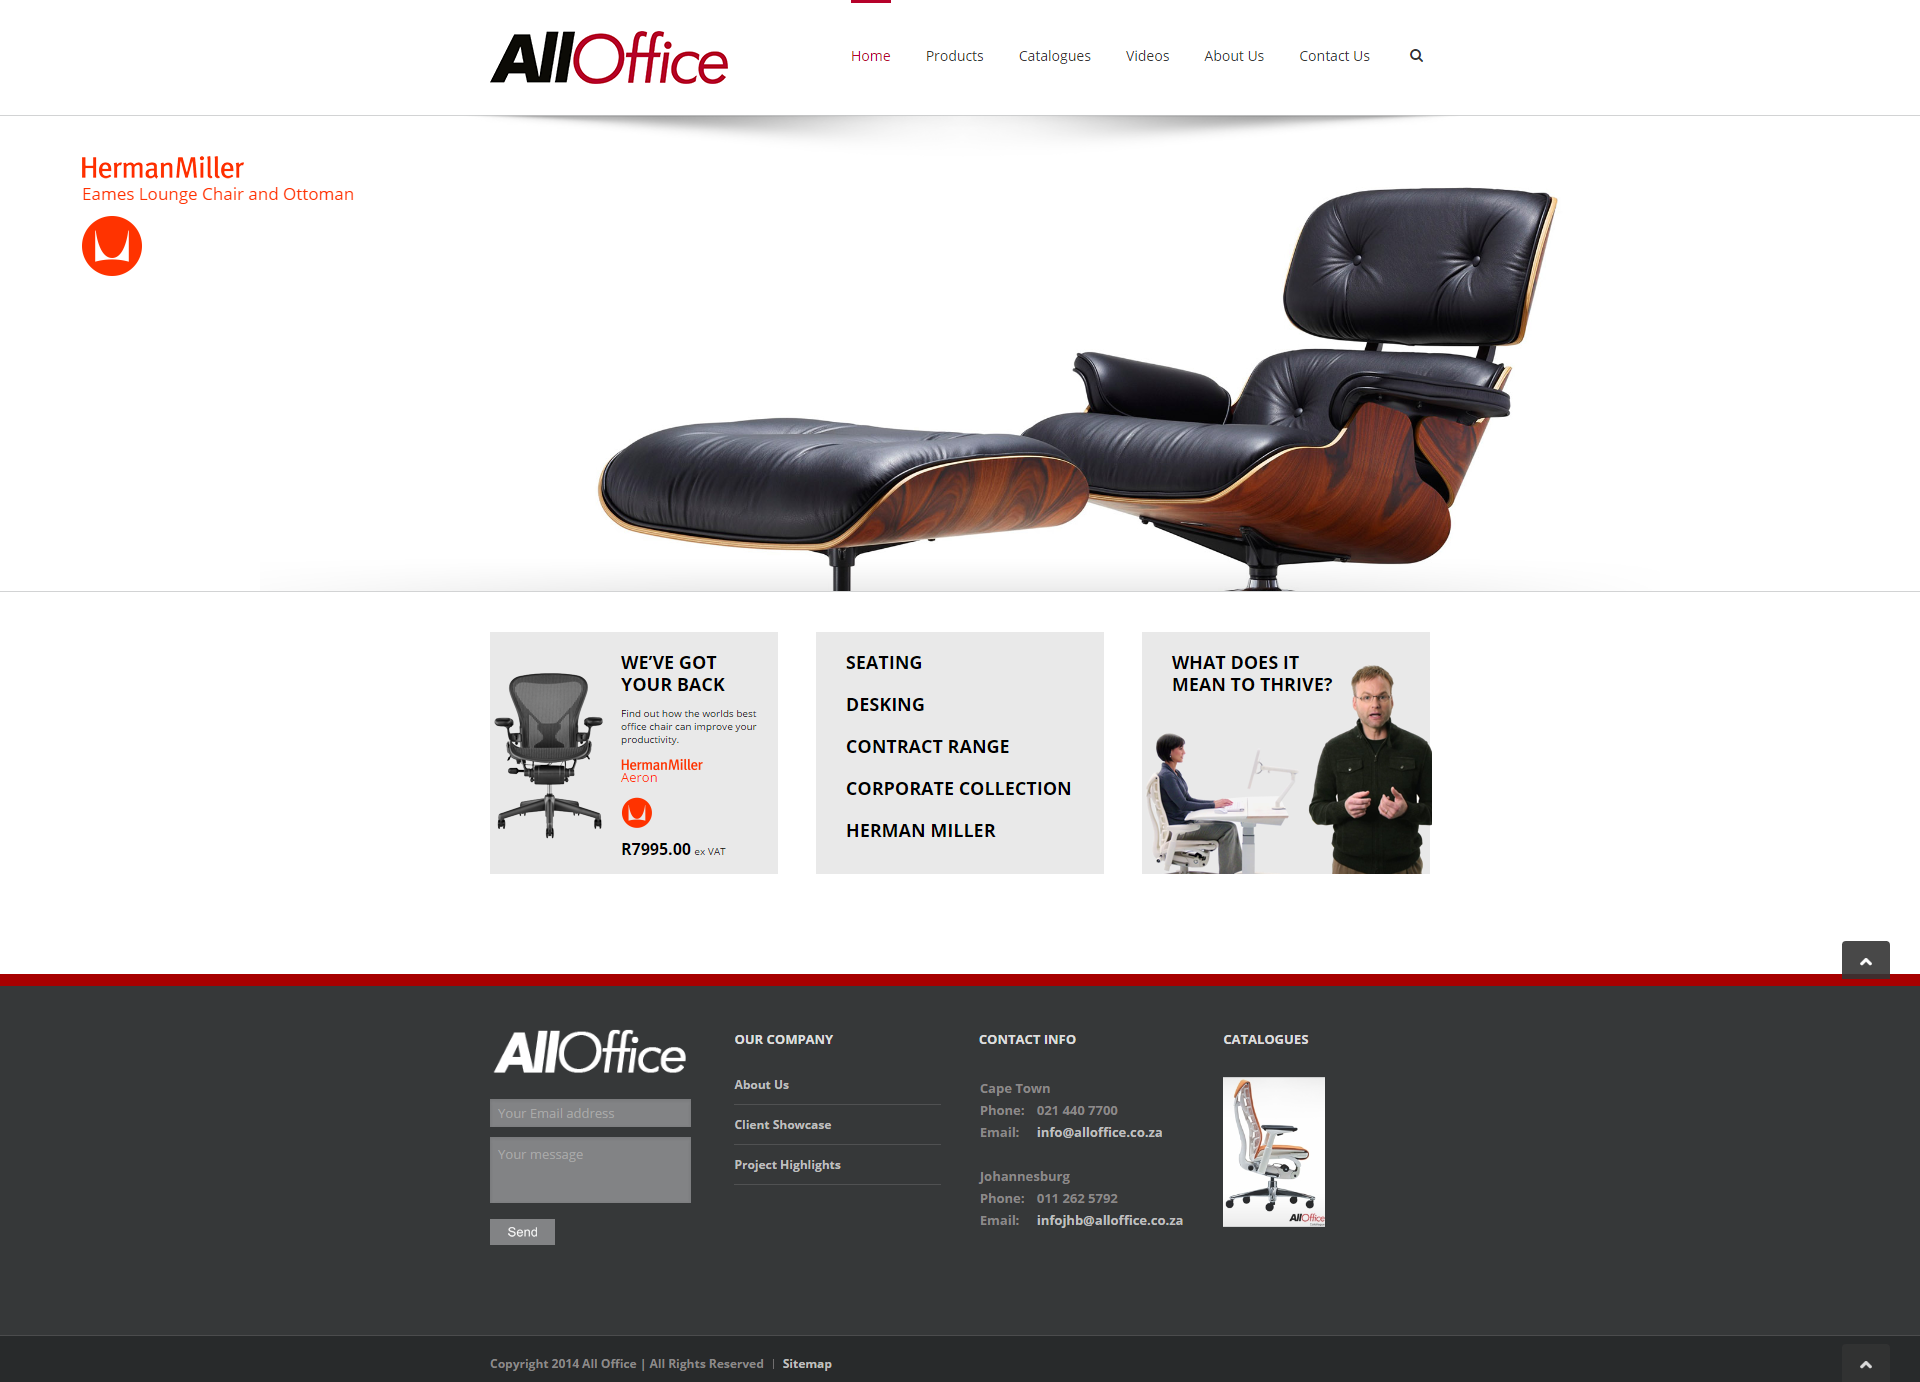 AllOffice
Home Products Catalogues Videos About Us Contact Us
HermanMiller
Eames Lounge Chair and Ottoman
WE’VE GOT
YOUR BACK
Find out how the worlds best
office chair can improve your
productivity.
HermanMiller
Aeron
R7995.00 ex VAT
SEATING
DESKING
CONTRACT RANGE
CORPORATE COLLECTION
HERMAN MILLER
WHAT DOES IT
MEAN TO THRIVE?
AllOffice
Your Email address
Your message
Send
OUR COMPANY
About Us
Client Showcase
Project Highlights
CONTACT INFO
Cape Town
Phone: 021 440 7700
Email: info@alloffice.co.za
Johannesburg
Phone: 011 262 5792
Email: infojhb@alloffice.co.za
CATALOGUES
AllOffice
Copyright 2014 All Office | All Rights Reserved | Sitemap